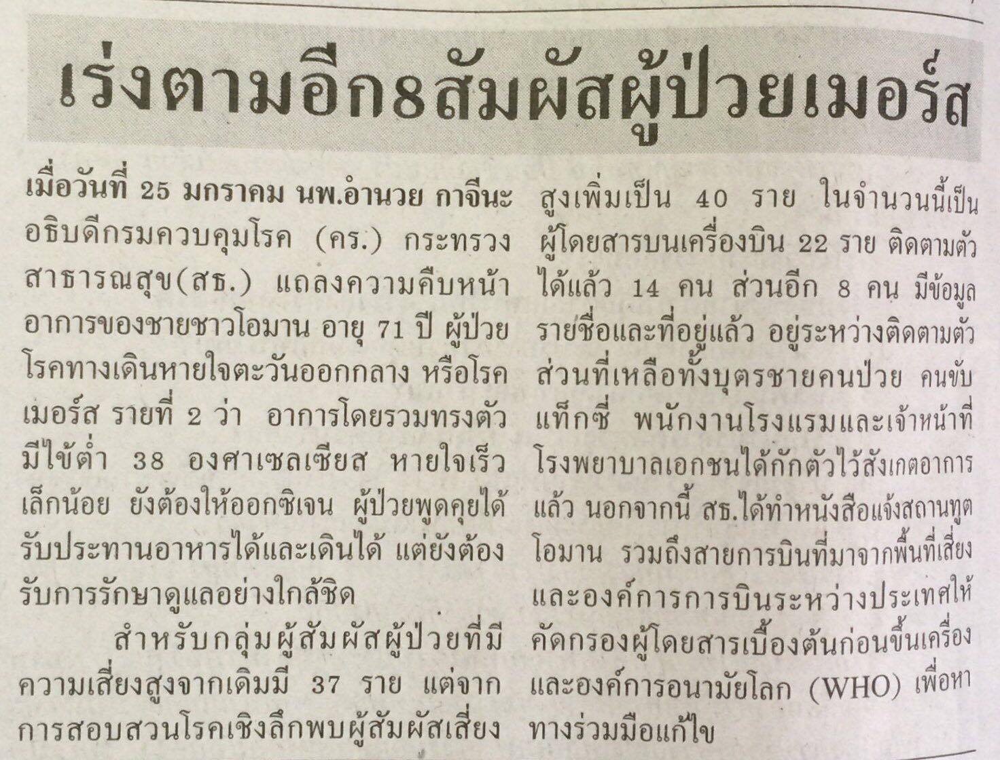 เร่งตามอีก8สัมผัสผู้ป่วยเมอร์ส
เมื่อวันที่ 25 มกราคม นพ.อำนวย กาจีนะ
อธิบดีกรมควบคุมโรค (คร.) กระทรวง
สาธารณสุข(สธ.) แถลงความคืบหน้า
อาการของชายชาวโอมาน อายุ 71 ปี ผู้ป่วย
โรคทางเดินหายใจตะวันออกกลาง หรือโรค
เมอร์ส รายที่ 2 ว่า อาการโดยรวมทรงตัว
มีไข้ต่ำ 38 องศาเซลเซียส หายใจเร็ว
เล็กน้อย ยังต้องให้ออกซิเจน ผู้ป่วยพูดคุยได้
รับประทานอาหารได้และเดินได้ แต่ยังต้อง
รับการรักษาดูแลอย่างใกล้ชิด
สำหรับกลุ่มผู้สัมผัสผู้ป่วยที่มี
ความเสี่ยงสูงจากเดิมมี 37 ราย แต่จาก
การสอบสวนโรคเชิงลึกพบผู้สัมผัสเสี่ยง
สูงเพิ่มเป็น 40 ราย ในจำนวนนี้เป็น
ผู้โดยสารบนเครื่องบิน 22 ราย ติดตามตัว
ได้แล้ว 14 คน ส่วนอีก 8 คน มีข้อมูล
รายชื่อและที่อยู่แล้ว อยู่ระหว่างติดตามตัว
ส่วนที่เหลือทั้งบุตรชายคนป่วย คนขับ
แท็กซี่ พนักงานโรงแรมและเจ้าหน้าที่
โรงพยาบาลเอกชนได้กักตัวไว้สังเกตอาการ
แล้ว นอกจากนี้ สธ.ได้ทำหนังสือแจ้งสถานทูต
โอมาน รวมถึงสายการบินที่มาจากพื้นที่เสี่ยง
และองค์การการบินระหว่างประเทศให้
คัดกรองผู้โดยสารเบื้องต้นก่อนขึ้นเครื่อง
และองค์การอนามัยโลก (WHO) เพื่อหา
ทางร่วมมือแก้ไข